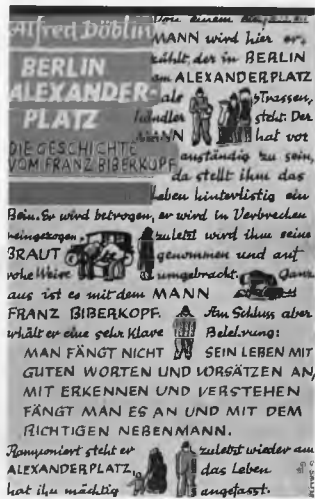 Alfred Döblin
BERLIN
ALEXANDER-
PLATZ
DIE GESCHICHTE
VOM FRANZ BIBERKOPF
Von einem
MANN wird hier er-
zählt, der in BERLIN
am ALEXANDERPLATZ
als Strassen-
händler steht. Der
MANN hat vor
anständig zu sein,
da stellt ihm das
Leben hinterlistig ein
Bein. Er wird betrogen, er wird in Verbrechen
reingezogen, zuletzt wird ihm seine
BRAUT genommen und auf
rohe Weise umgebracht. Ganz
aus ist es mit dem MANN
FRANZ BIBERKOPF. Am Schluss aber
erhält er eine sehr klare Belehrung:
MAN FÄNGT NICHT SEIN LEBEN MIT
GUTEN WORTEN UND VORSÄTZEN AN,
MIT ERKENNEN UND VERSTEHEN
FÄNGT MAN ES AN UND MIT DEM
RICHTIGEN NEBENMANN.
Ramponiert steht er zuletzt wieder am
ALEXANDERPLATZ, das Leben
hat ihn mächtig angefasst.